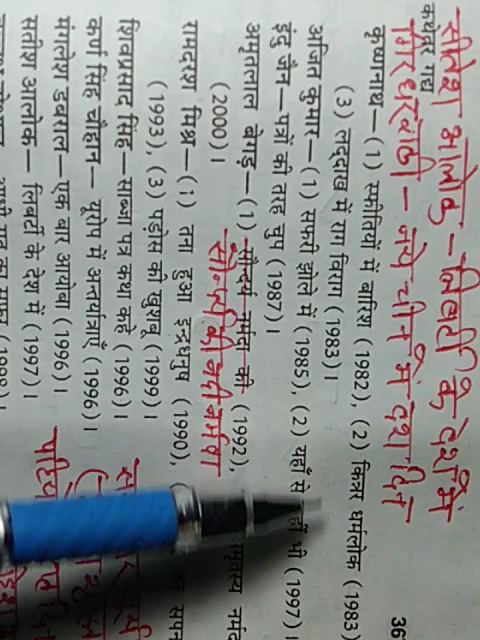 सीतेश आलोक – लिबर्टी के देश में
गिरधर राठी – नये चीन में दश दिन
कथेतर गद्य
36
कृष्णनाथ—(1) स्फीतियों में बारिश (1982), (2) किन्नर धर्मलोक (1983)
(3) लद्दाख में राग विराग (1983)।
अजित कुमार—(1) सफरी झोले में (1985), (2) यहाँ से कहीं भी (1997)।
इंदु जैन—पत्रों की तरह चुप (1987)।
अमृतलाल बेगड़—(1) सौन्दर्य नर्मदा की (1992),
सौन्दर्य की नदी नर्मदा
(2000)।
रामदरश मिश्र—(1) तना हुआ इन्द्रधनुष (1990),
(1993), (3) पड़ोस की खुशबू (1999)।
शिवप्रसाद सिंह—सब्जा पत्र कथा कहे (1996)।
कर्ण सिंह चौहान— यूरोप में अन्तर्यात्राएँ (1996)।
मंगलेश डबराल—एक बार आयोवा (1996)।
सतीश आलोक— लिबर्टी के देश में (1997)।